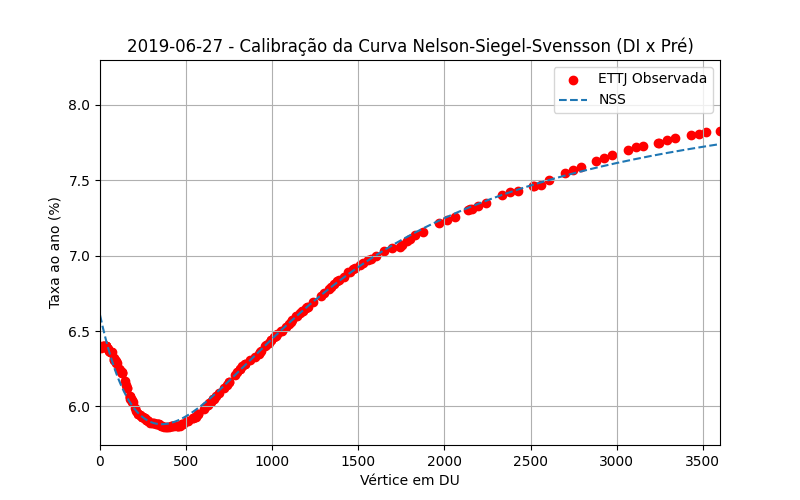 2019-06-27 - Calibração da Curva Nelson-Siegel-Svensson (DI x Pré)
ETTJ Observada
NSS
8.0
7.5
7.0
6.5
6.0
Taxa ao ano (%)
0 500 1000 1500 2000 2500 3000 3500
Vértice em DU